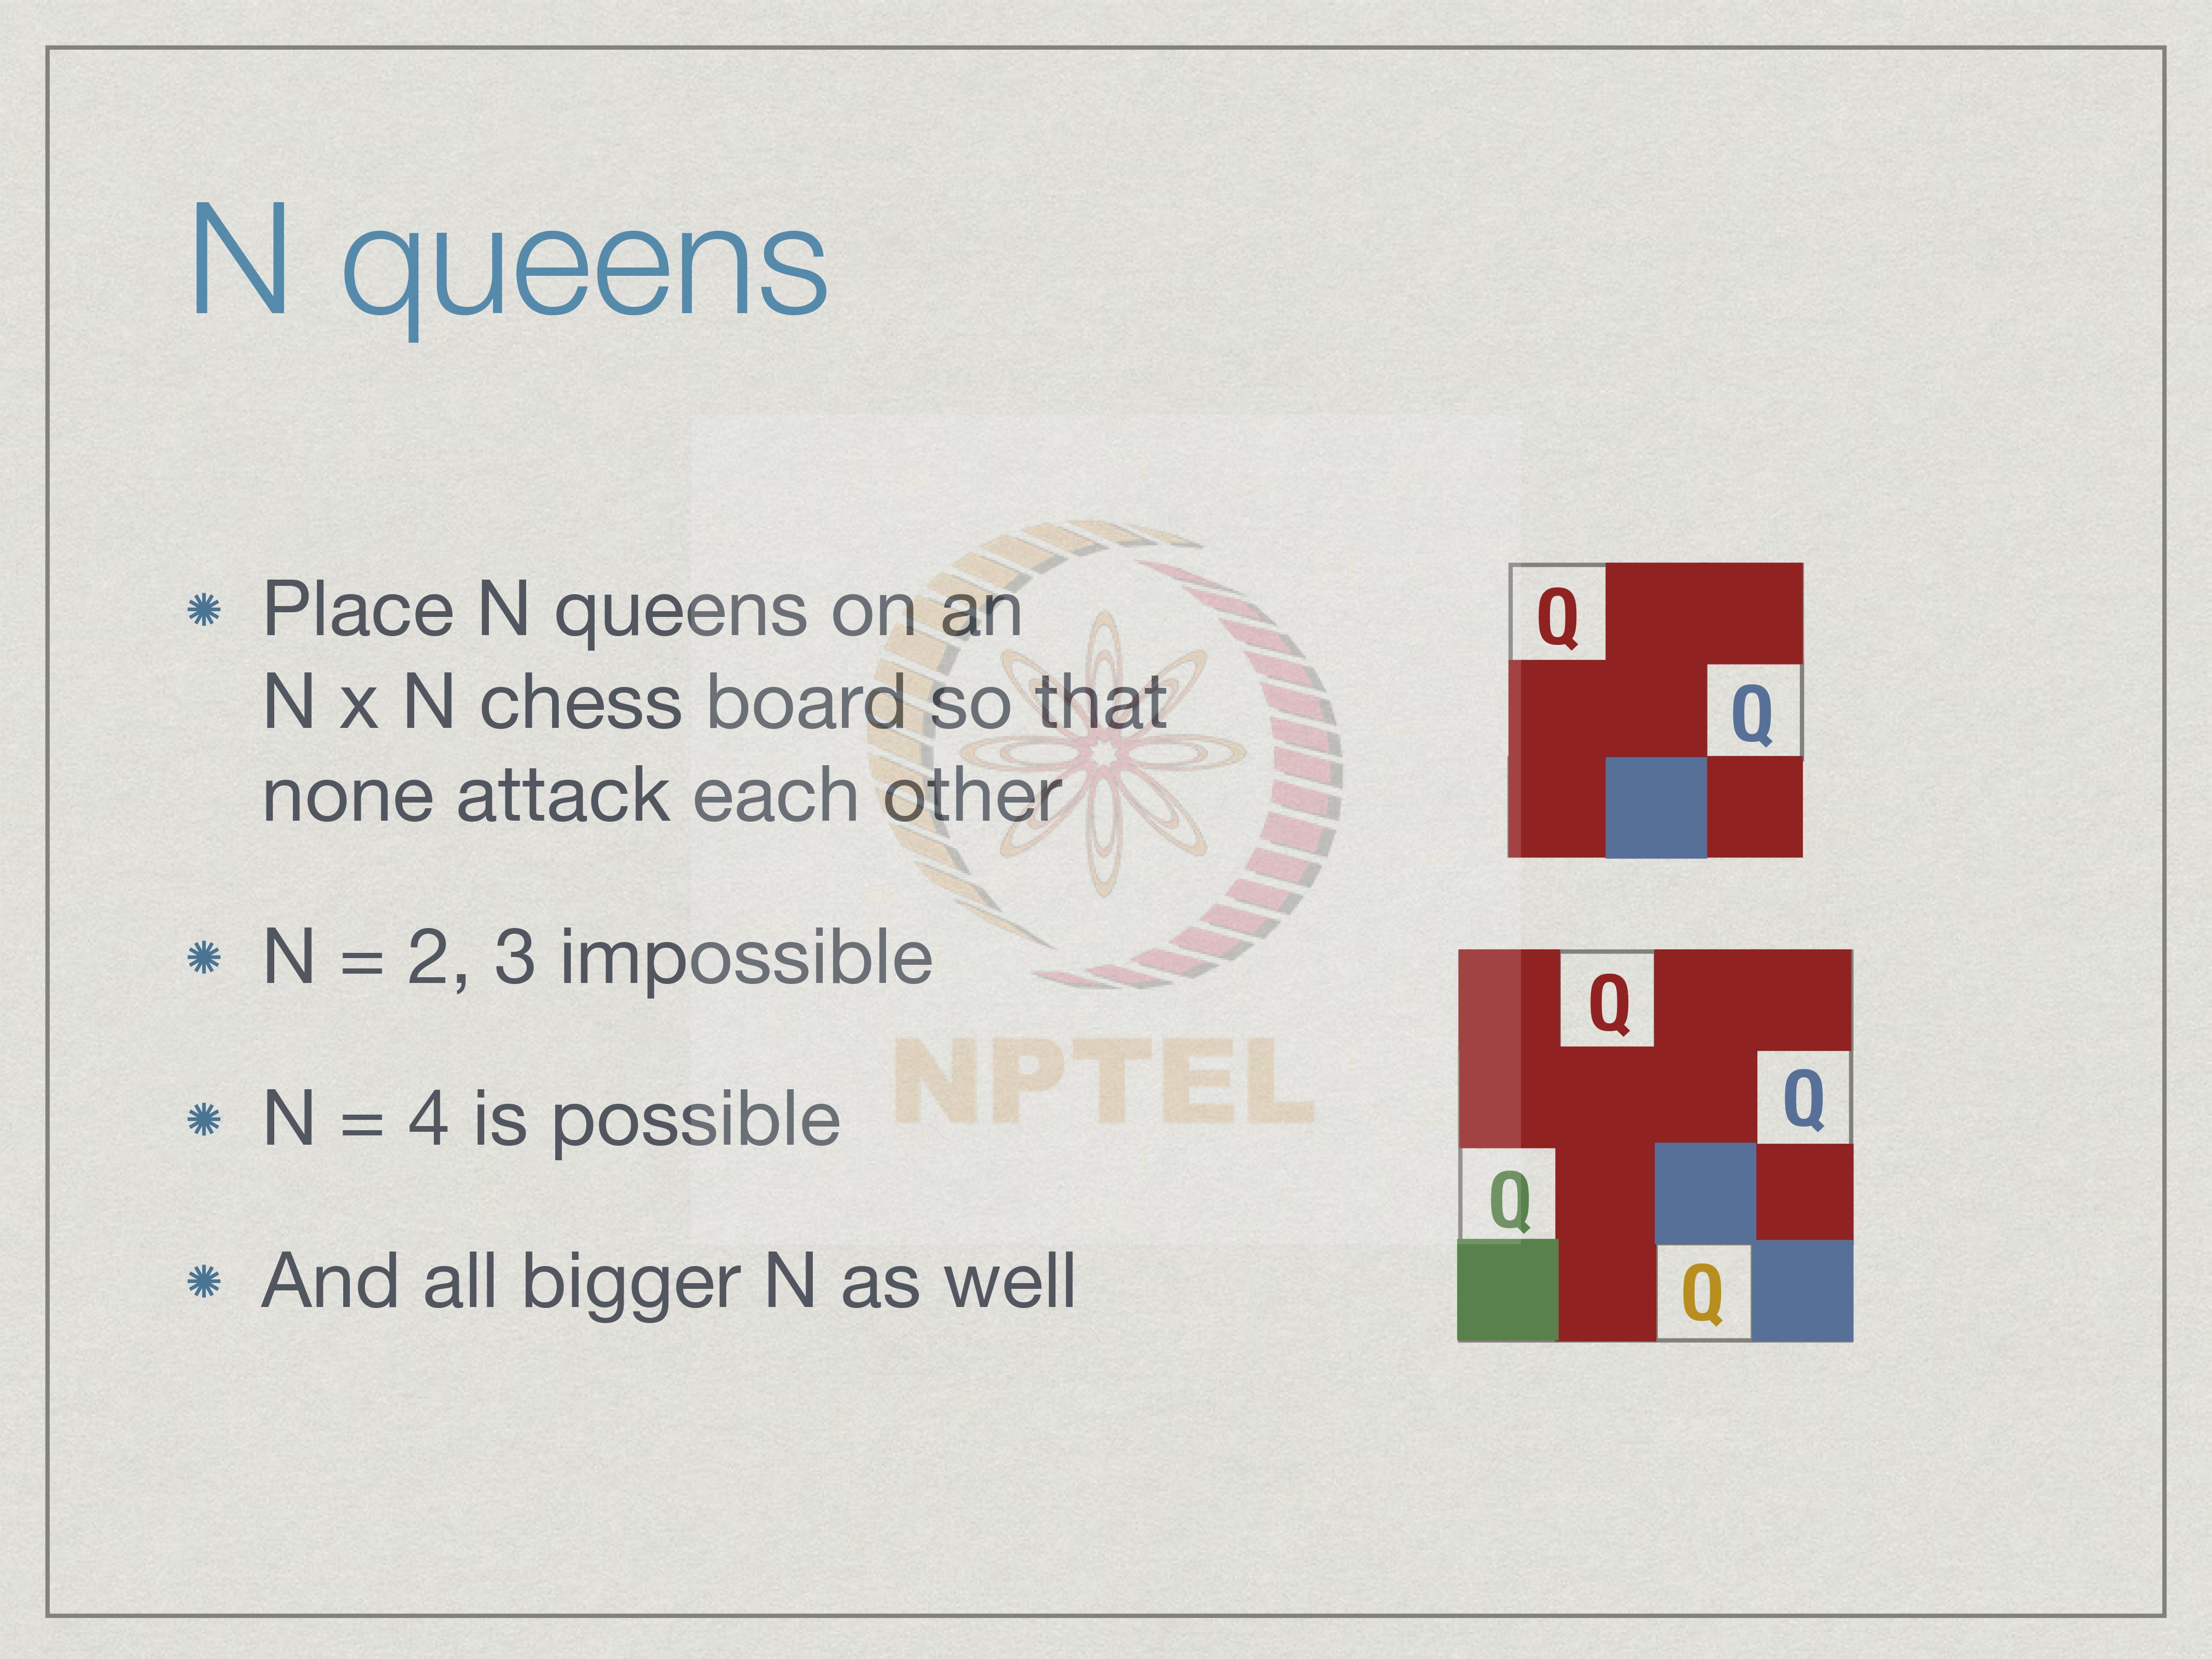 N queens
Place N queens on an
N x N chess board so that
none attack each other
N = 2, 3 impossible
N = 4 is possible
And all bigger N as well
Q
Q
Q
Q
Q
Q
NPTEL